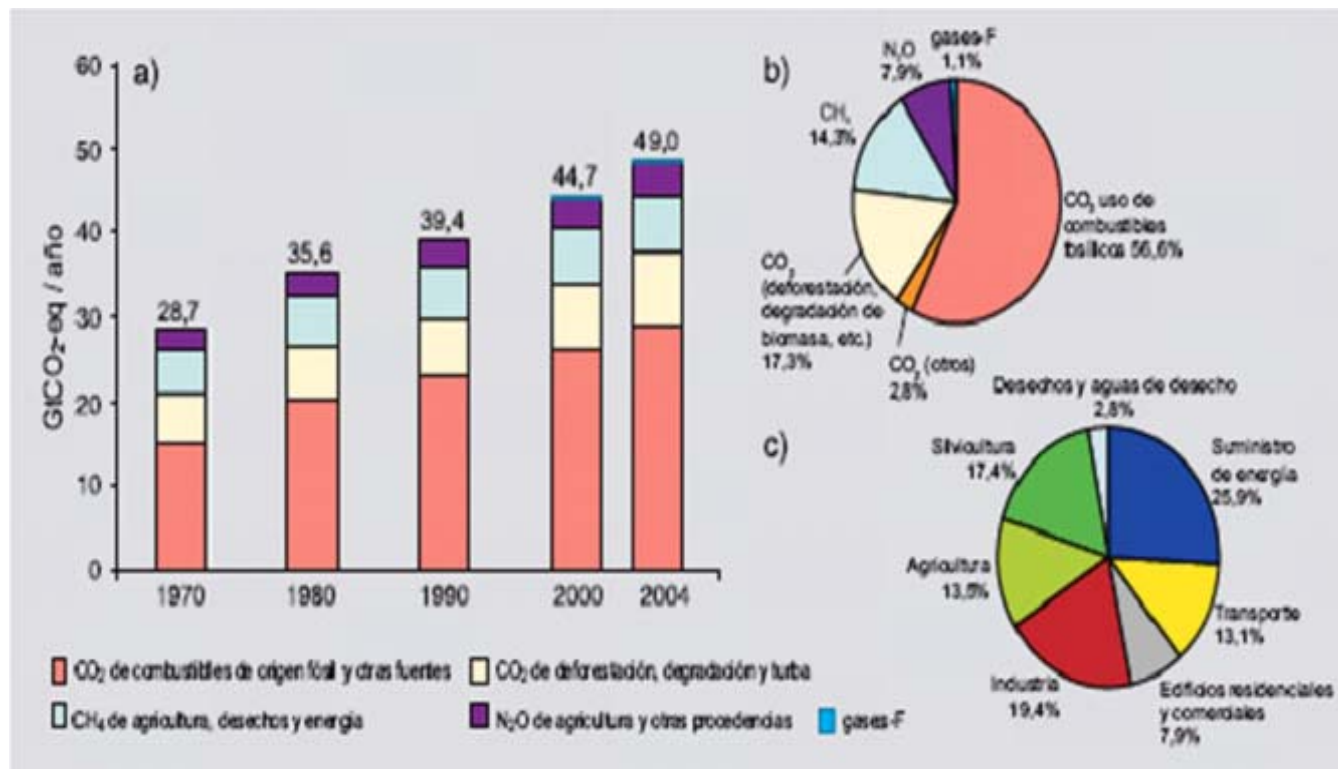 a)
60
50
40
30
20
10
0
GtCO₂-eq / año
28,7
35,6
39,4
44,7
49,0
1970
1980
1990
2000
2004
CO₂ de combustibles de origen fósil y otras fuentes
CO₂ de deforestación, degradación y turba
CH₄ de agricultura, desechos y energía
N₂O de agricultura y otras procedencias
gases-F
b)
gases-F
1,1%
N₂O
7,9%
CH₄
14,3%
CO₂ uso de
combustibles
fosílicos 56,6%
CO₂
(deforestación,
degradación de
biomasa, etc.)
17,3%
CO₂ (otros)
2,8%
c)
Desechos y aguas de desecho
2,8%
Silvicultura
17,4%
Suministro
de energía
25,9%
Agricultura
13,5%
Transporte
13,1%
Industria
19,4%
Edificios residenciales
y comerciales
7,9%